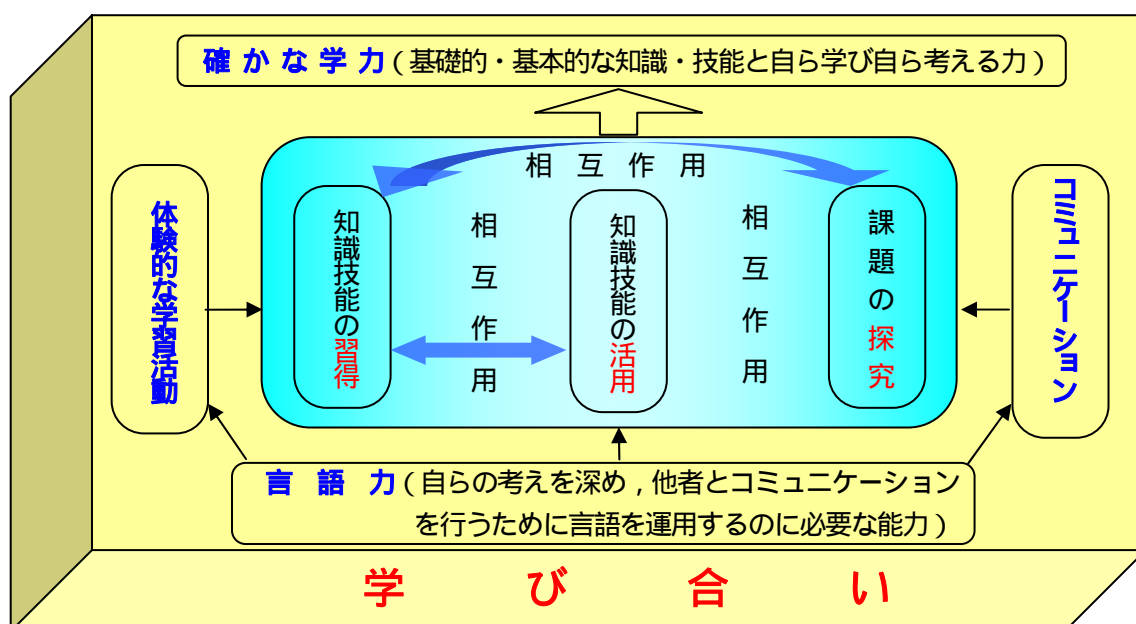 確かな学力（基礎的・基本的な知識・技能と自ら学び自ら考える力）
相互作用
体験的な学習活動
知識技能の習得
相互作用
知識技能の活用
相互作用
課題の探究
コミュニケーション
言語力（自らの考えを深め，他者とコミュニケーション
を行うために言語を運用するのに必要な能力）
学び合い